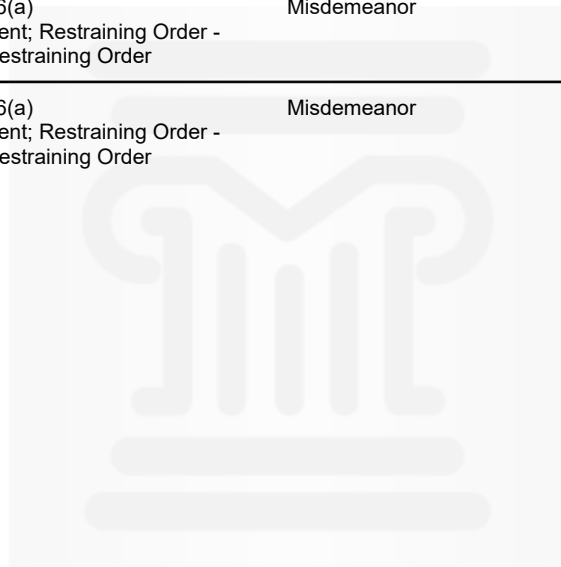 6(a) Misdemeanor
ent; Restraining Order -
estraining Order
6(a) Misdemeanor
ent; Restraining Order -
estraining Order